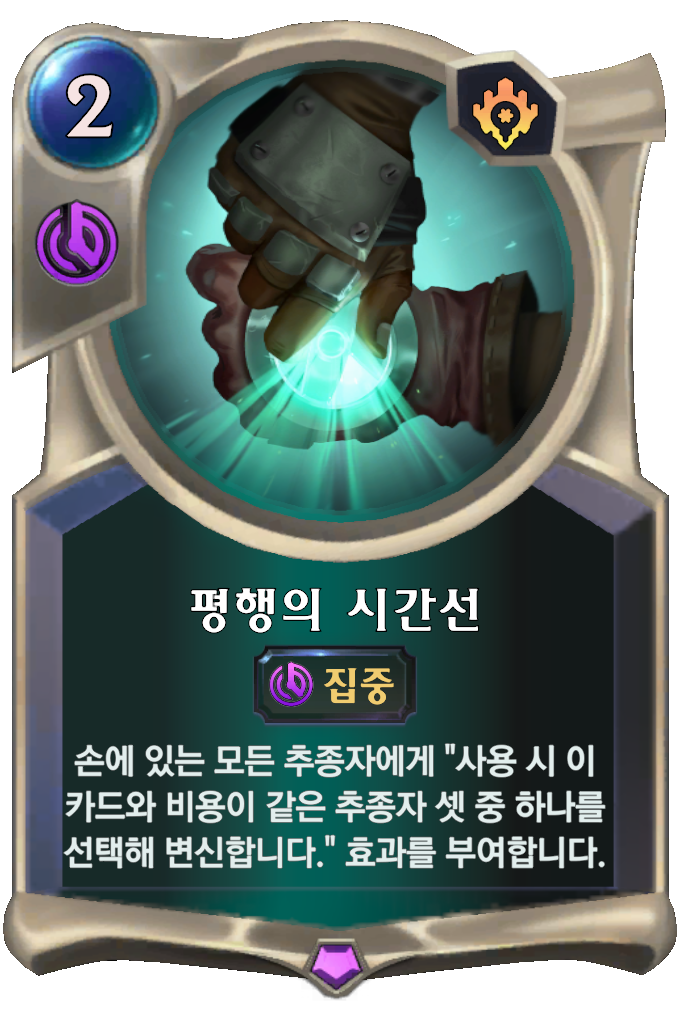 2
평행의 시간선
집중
손에 있는 모든 추종자에게 "사용 시 이
카드와 비용이 같은 추종자 셋 중 하나를
선택해 변신합니다." 효과를 부여합니다.